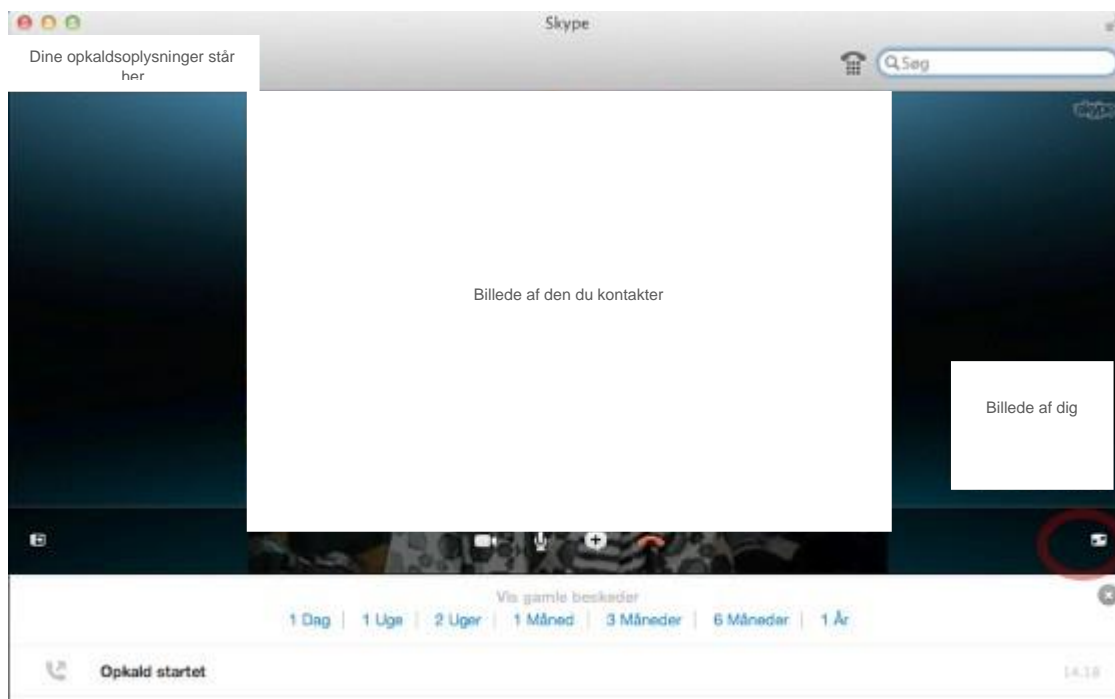 Skype
Dine opkaldsoplysninger står
her
Søg
skype
Billede af den du kontakter
Billede af dig
Vis gamle beskeder
1 Dag | 1 Uge | 2 Uger | 1 Måned | 3 Måneder | 6 Måneder | 1 År
Opkald startet
14.18